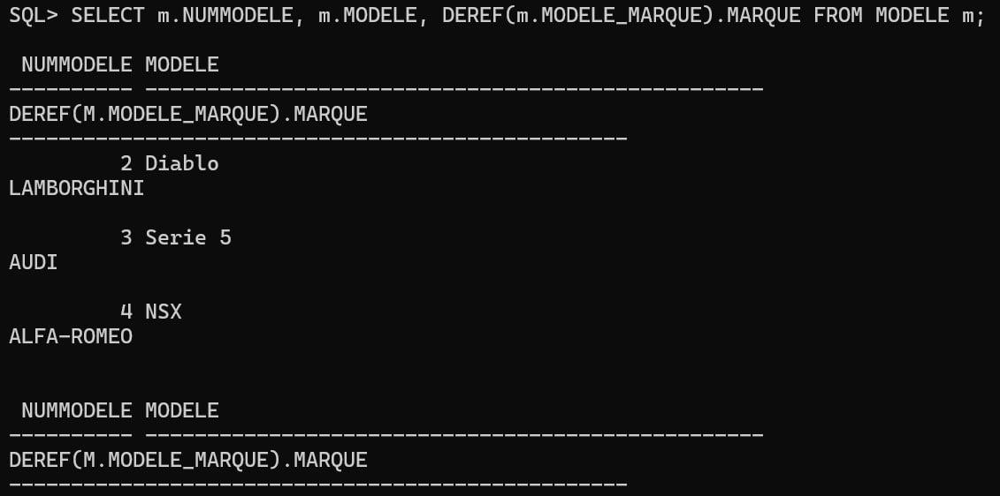 SQL> SELECT m.NUMMODELE, m.MODELE, DEREF(m.MODELE_MARQUE).MARQUE FROM MODELE m;
 NUMMODELE MODELE
---------- --------------------------------------------------
DEREF(M.MODELE_MARQUE).MARQUE
--------------------------------------------------
         2 Diablo
LAMBORGHINI
         3 Serie 5
AUDI
         4 NSX
ALFA-ROMEO
 NUMMODELE MODELE
---------- --------------------------------------------------
DEREF(M.MODELE_MARQUE).MARQUE
--------------------------------------------------